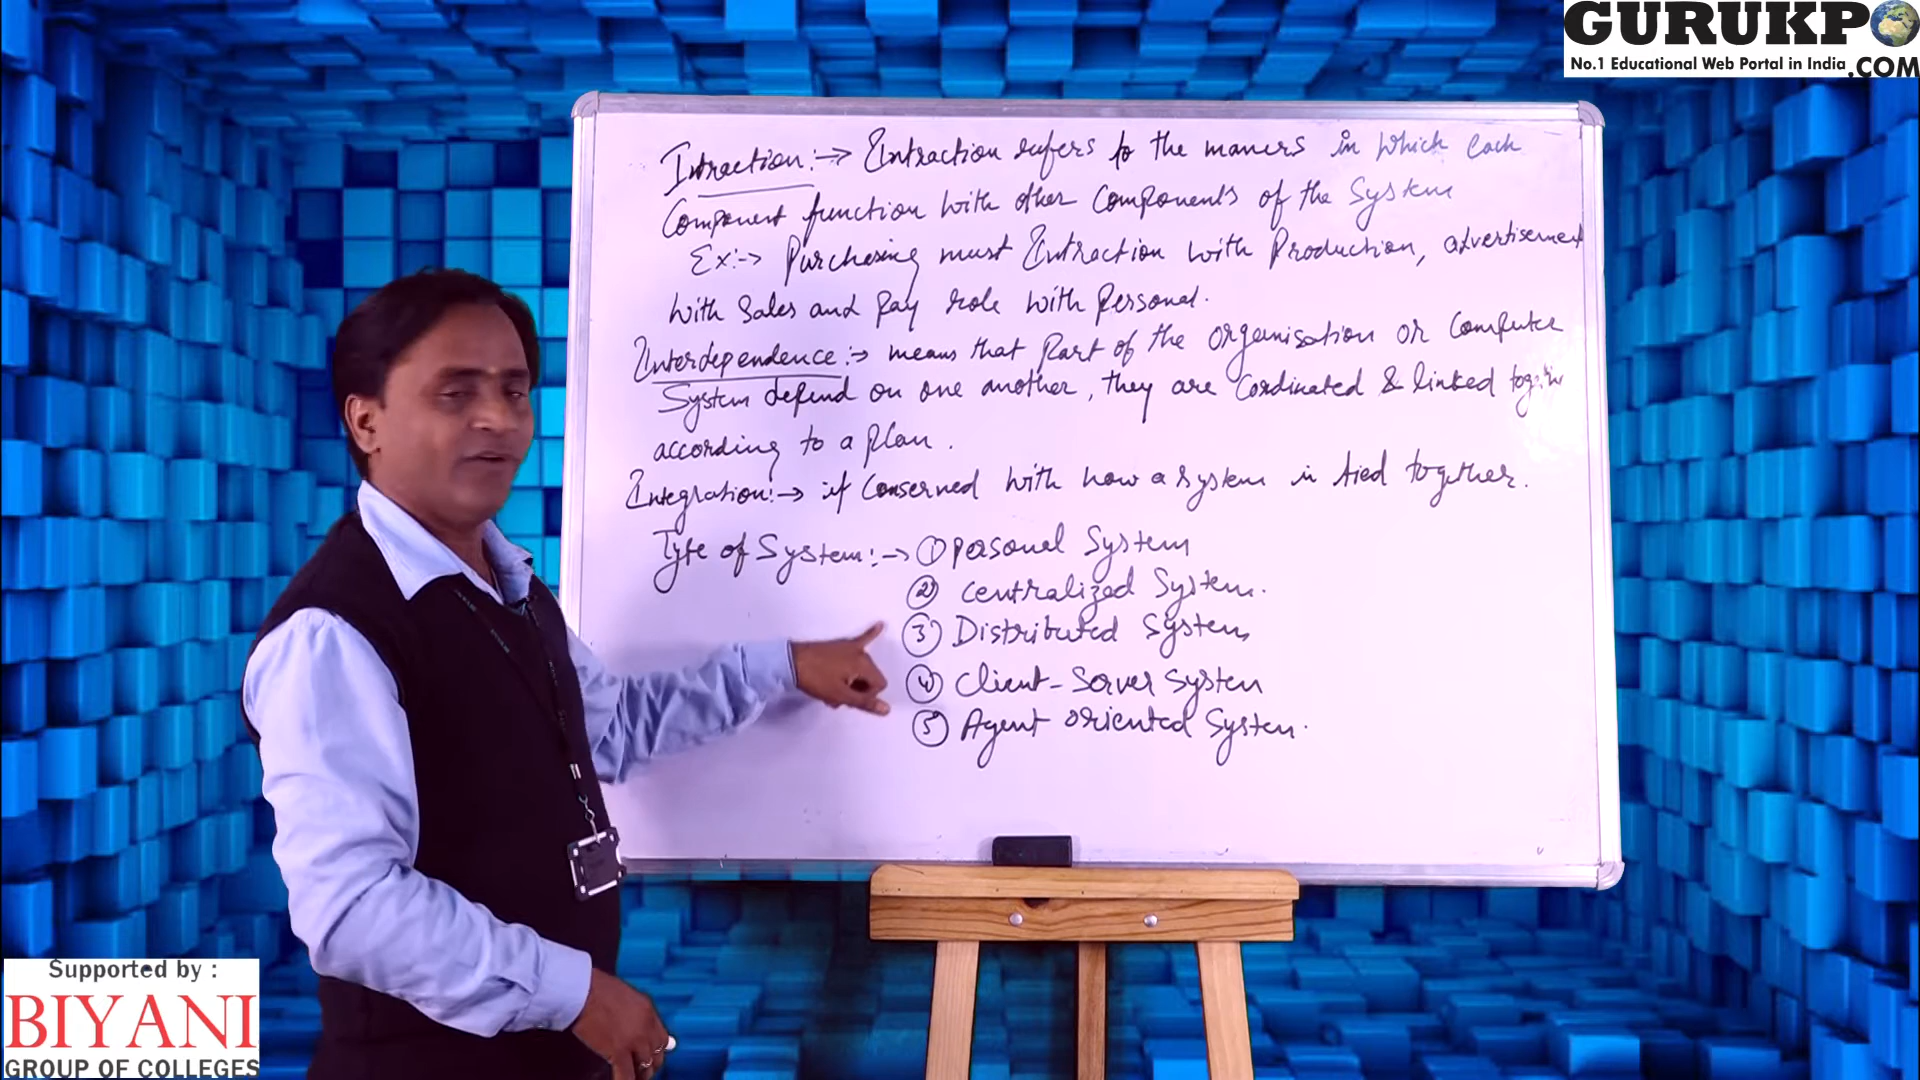 GURUKPO
No.1 Educational Web Portal in India .COM
Intraction :→ Intraction refers to the maners in which each
Component function with other Components of the System
Ex:→ Purchasing must Intraction with Production, advertisement
with Sales and Pay role with Personal.
Interdependence :→ means that Part of the organisation or Computer
System depend on one another, they are Cordinated & linked together
according to a Plan.
Integration :→ it Conserned with how a system is tied together.
Type of System :→ ① Personal System
② Centralized System.
③ Distributed System
④ Client-Server System
⑤ Agent oriented System.
Supported by :
BIYANI
GROUP OF COLLEGES